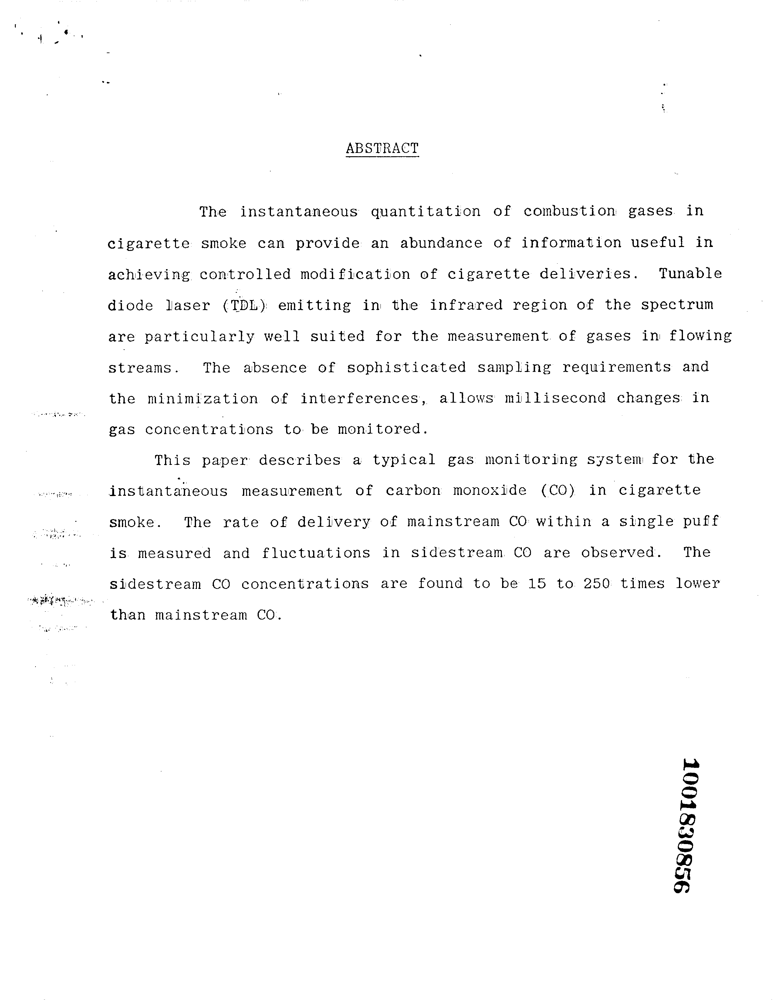 ABSTRACT
The instantaneous quantitation of combustion gases in
cigarette smoke can provide an abundance of information useful in
achieving controlled modification of cigarette deliveries. Tunable
diode laser (TDL) emitting in the infrared region of the spectrum
are particularly well suited for the measurement of gases in flowing
streams. The absence of sophisticated sampling requirements and
the minimization of interferences, allows millisecond changes in
gas concentrations to be monitored.
This paper describes a typical gas monitoring system for the
instantaneous measurement of carbon monoxide (CO) in cigarette
smoke. The rate of delivery of mainstream CO within a single puff
is measured and fluctuations in sidestream CO are observed. The
sidestream CO concentrations are found to be 15 to 250 times lower
than mainstream CO.
1001830856